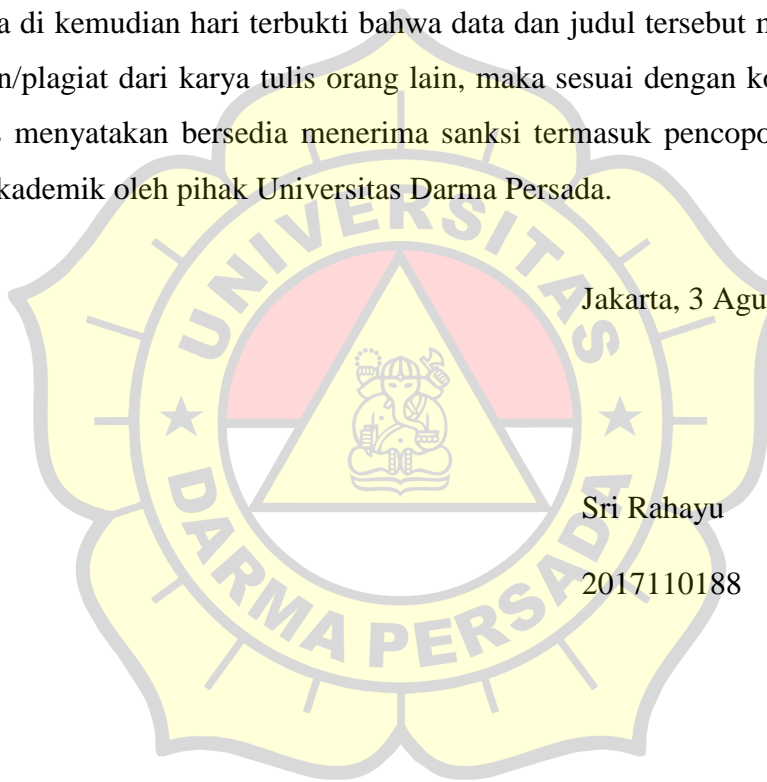 a di kemudian hari terbukti bahwa data dan judul tersebut
n/plagiat dari karya tulis orang lain, maka sesuai dengan
menyatakan bersedia menerima sanksi termasuk
kademik oleh pihak Universitas Darma Persada.
UNIVERSITAS
Jakarta, 3 Agu
Sri Rahayu
2017110188
DARMA PERSADA